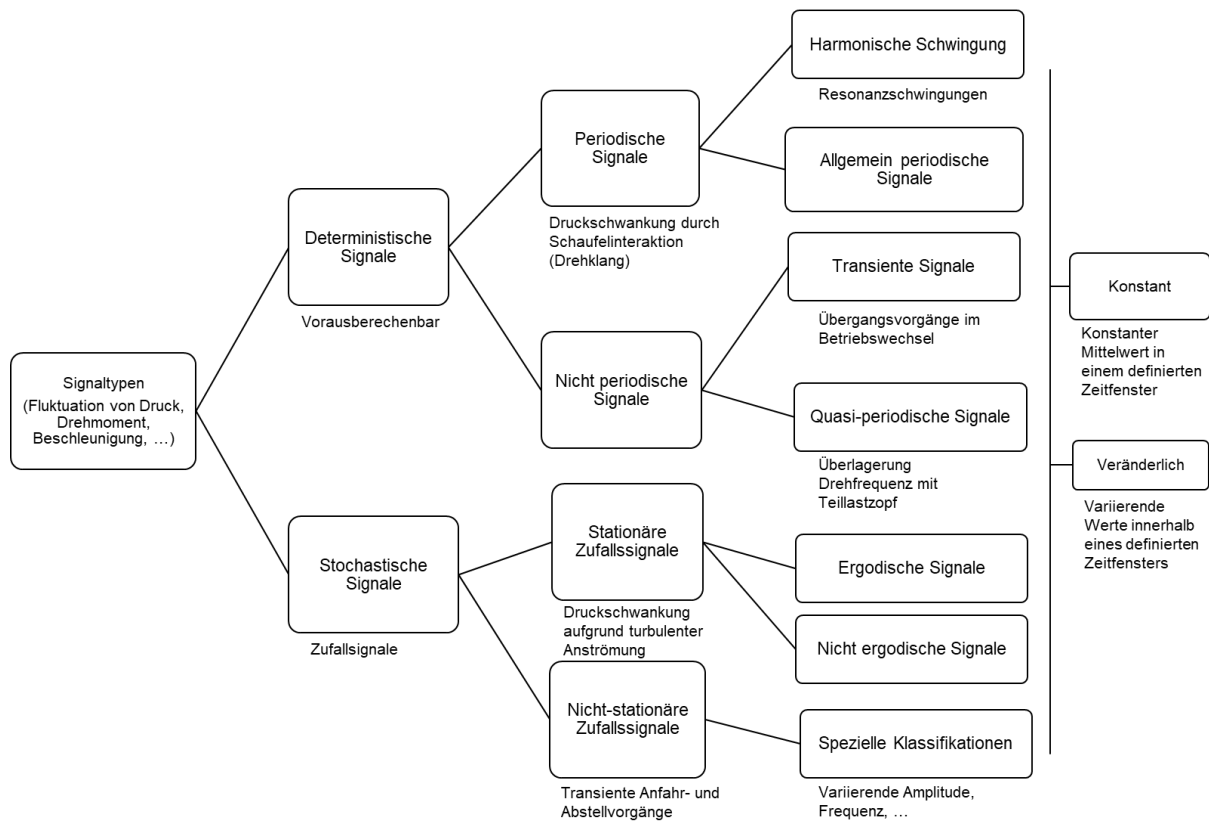 Signaltypen
(Fluktuation von Druck,
Drehmoment,
Beschleunigung, …)
Deterministische
Signale
Vorausberechenbar
Stochastische
Signale
Zufallsignale
Periodische
Signale
Druckschwankung durch
Schaufelinteraktion
(Drehklang)
Nicht periodische
Signale
Stationäre
Zufallssignale
Druckschwankung
aufgrund turbulenter
Anströmung
Nicht-stationäre
Zufallssignale
Transiente Anfahr- und
Abstellvorgänge
Harmonische Schwingung
Resonanzschwingungen
Allgemein periodische
Signale
Transiente Signale
Übergangsvorgänge im
Betriebswechsel
Quasi-periodische Signale
Überlagerung
Drehfrequenz mit
Teillastzopf
Ergodische Signale
Nicht ergodische Signale
Spezielle Klassifikationen
Variierende Amplitude,
Frequenz, …
Konstant
Konstanter
Mittelwert in
einem definierten
Zeitfenster
Veränderlich
Variierende
Werte innerhalb
eines definierten
Zeitfensters